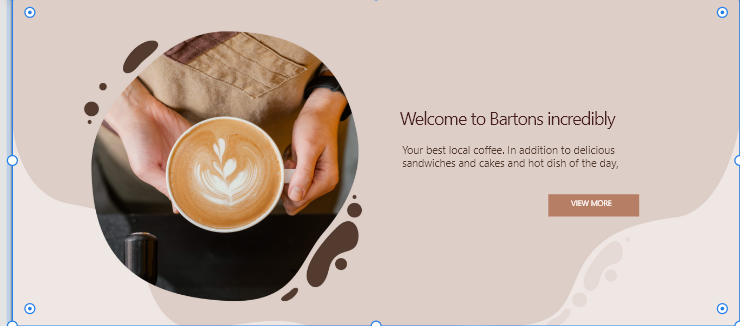 Welcome to Bartons incredibly
Your best local coffee. In addition to delicious
sandwiches and cakes and hot dish of the day,
VIEW MORE